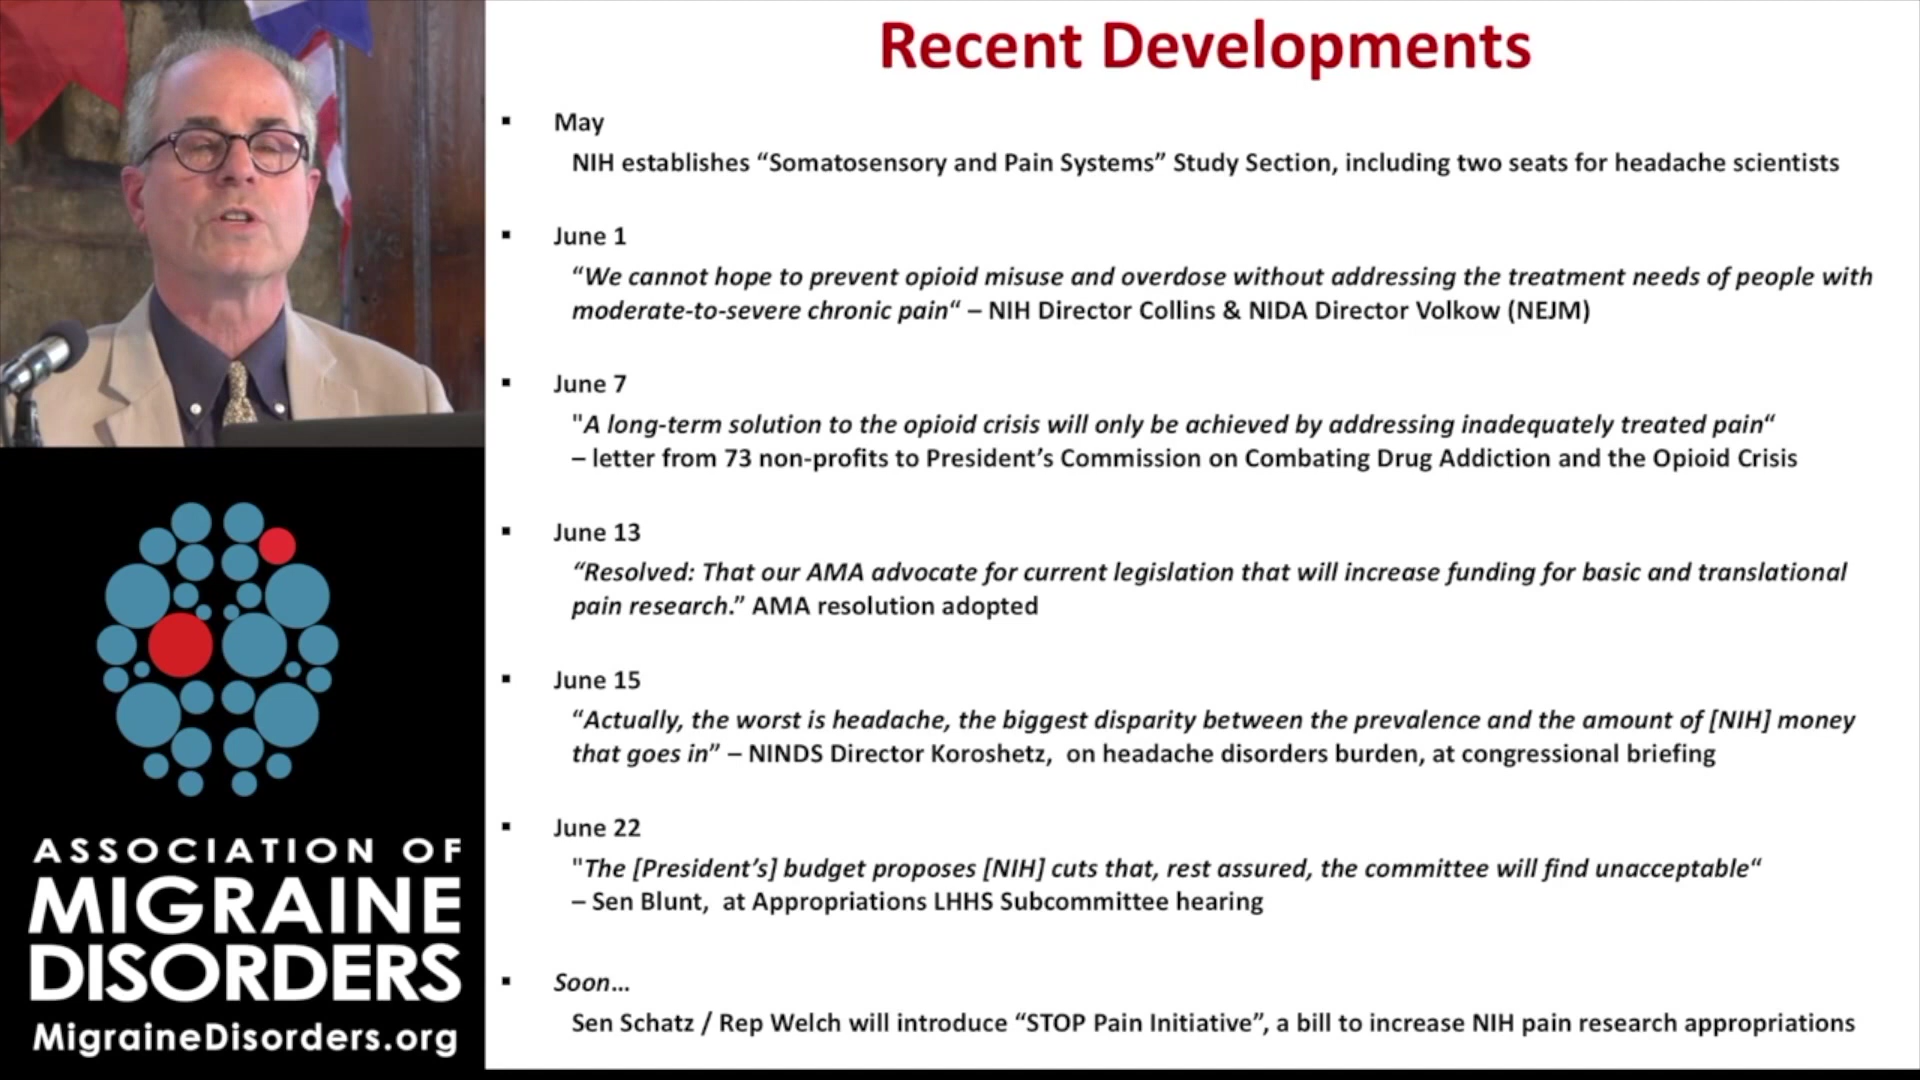 Recent Developments
▪ May
NIH establishes “Somatosensory and Pain Systems” Study Section, including two seats for headache scientists
▪ June 1
“We cannot hope to prevent opioid misuse and overdose without addressing the treatment needs of people with
moderate-to-severe chronic pain“ – NIH Director Collins & NIDA Director Volkow (NEJM)
▪ June 7
"A long-term solution to the opioid crisis will only be achieved by addressing inadequately treated pain“
– letter from 73 non-profits to President’s Commission on Combating Drug Addiction and the Opioid Crisis
▪ June 13
“Resolved: That our AMA advocate for current legislation that will increase funding for basic and translational
pain research.” AMA resolution adopted
▪ June 15
“Actually, the worst is headache, the biggest disparity between the prevalence and the amount of [NIH] money
that goes in” – NINDS Director Koroshetz,  on headache disorders burden, at congressional briefing
▪ June 22
"The [President’s] budget proposes [NIH] cuts that, rest assured, the committee will find unacceptable“
– Sen Blunt,  at Appropriations LHHS Subcommittee hearing
▪ Soon…
Sen Schatz / Rep Welch will introduce “STOP Pain Initiative”, a bill to increase NIH pain research appropriations
ASSOCIATION OF
MIGRAINE
DISORDERS
MigraineDisorders.org